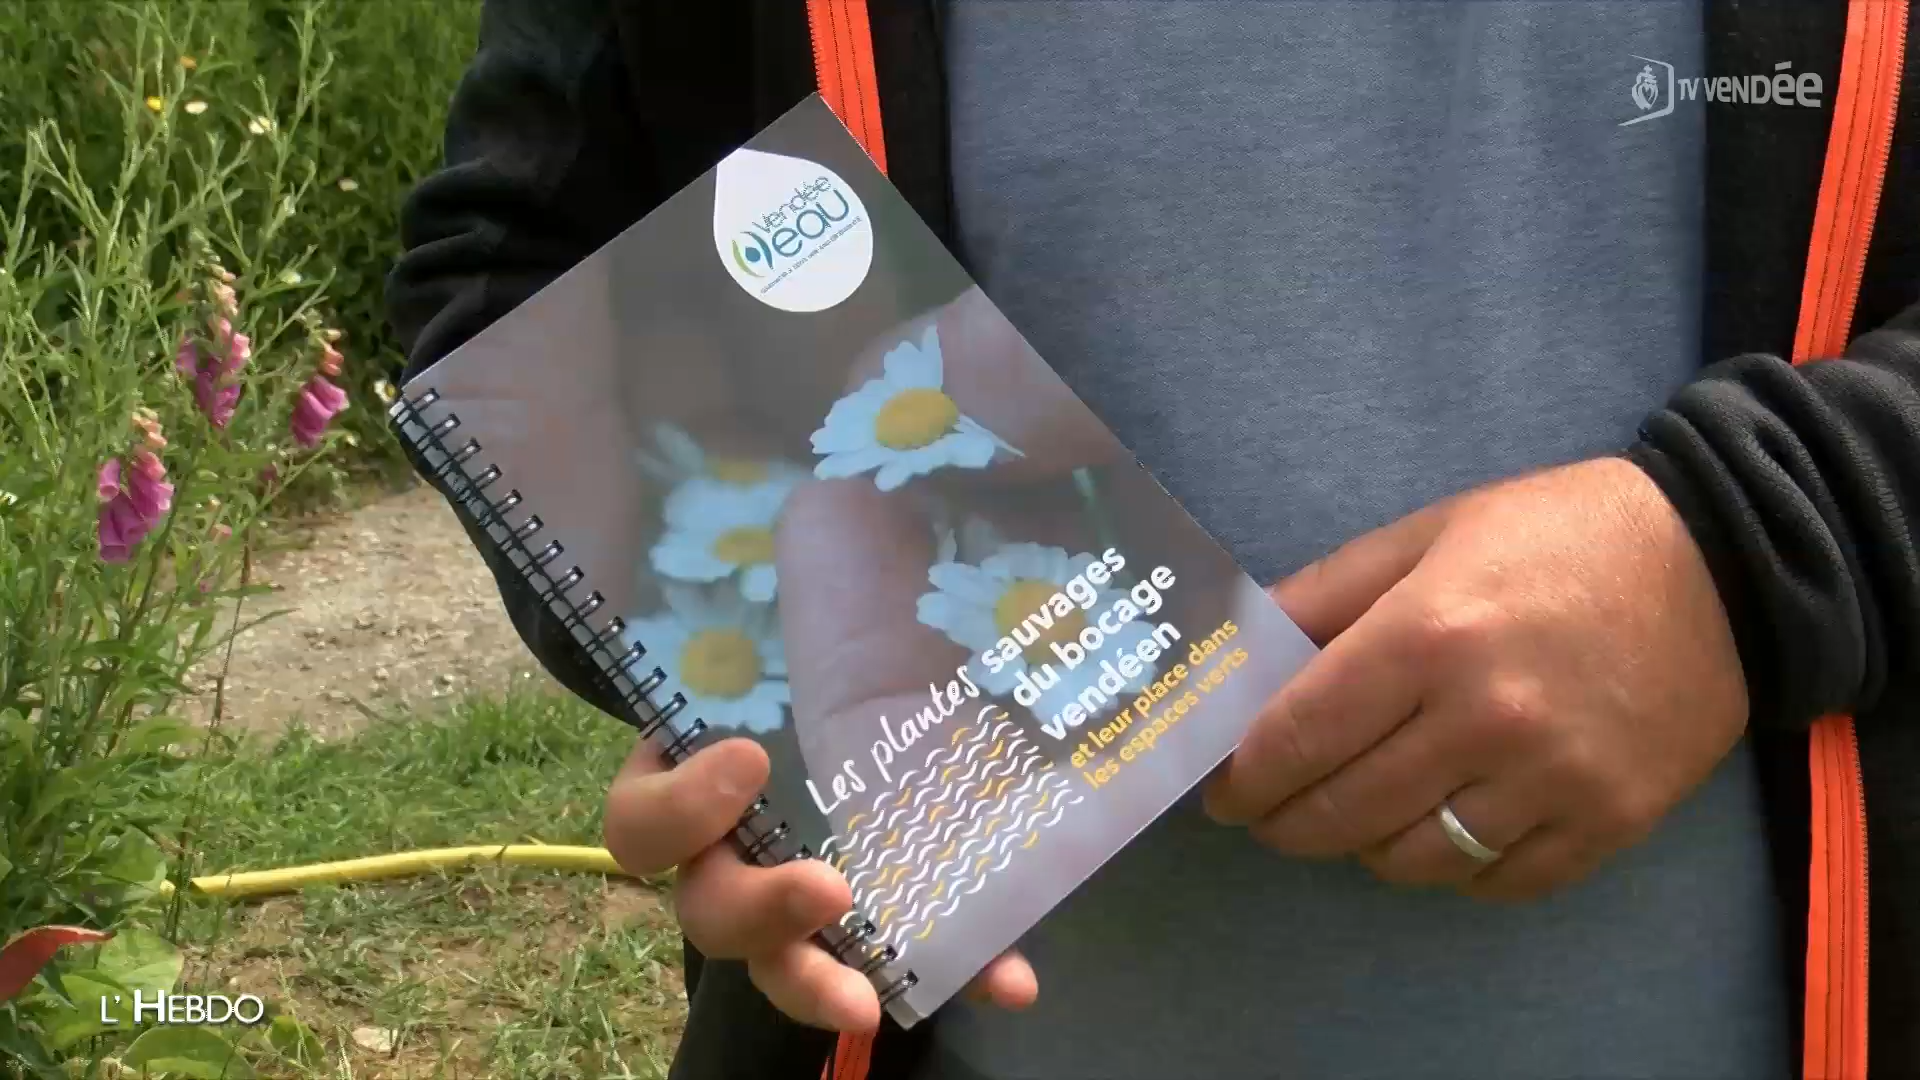 TV VENDÉE
Vendée
eau
Les plantes sauvages
du bocage
vendéen
et leur place dans
les espaces verts
L'HEBDO